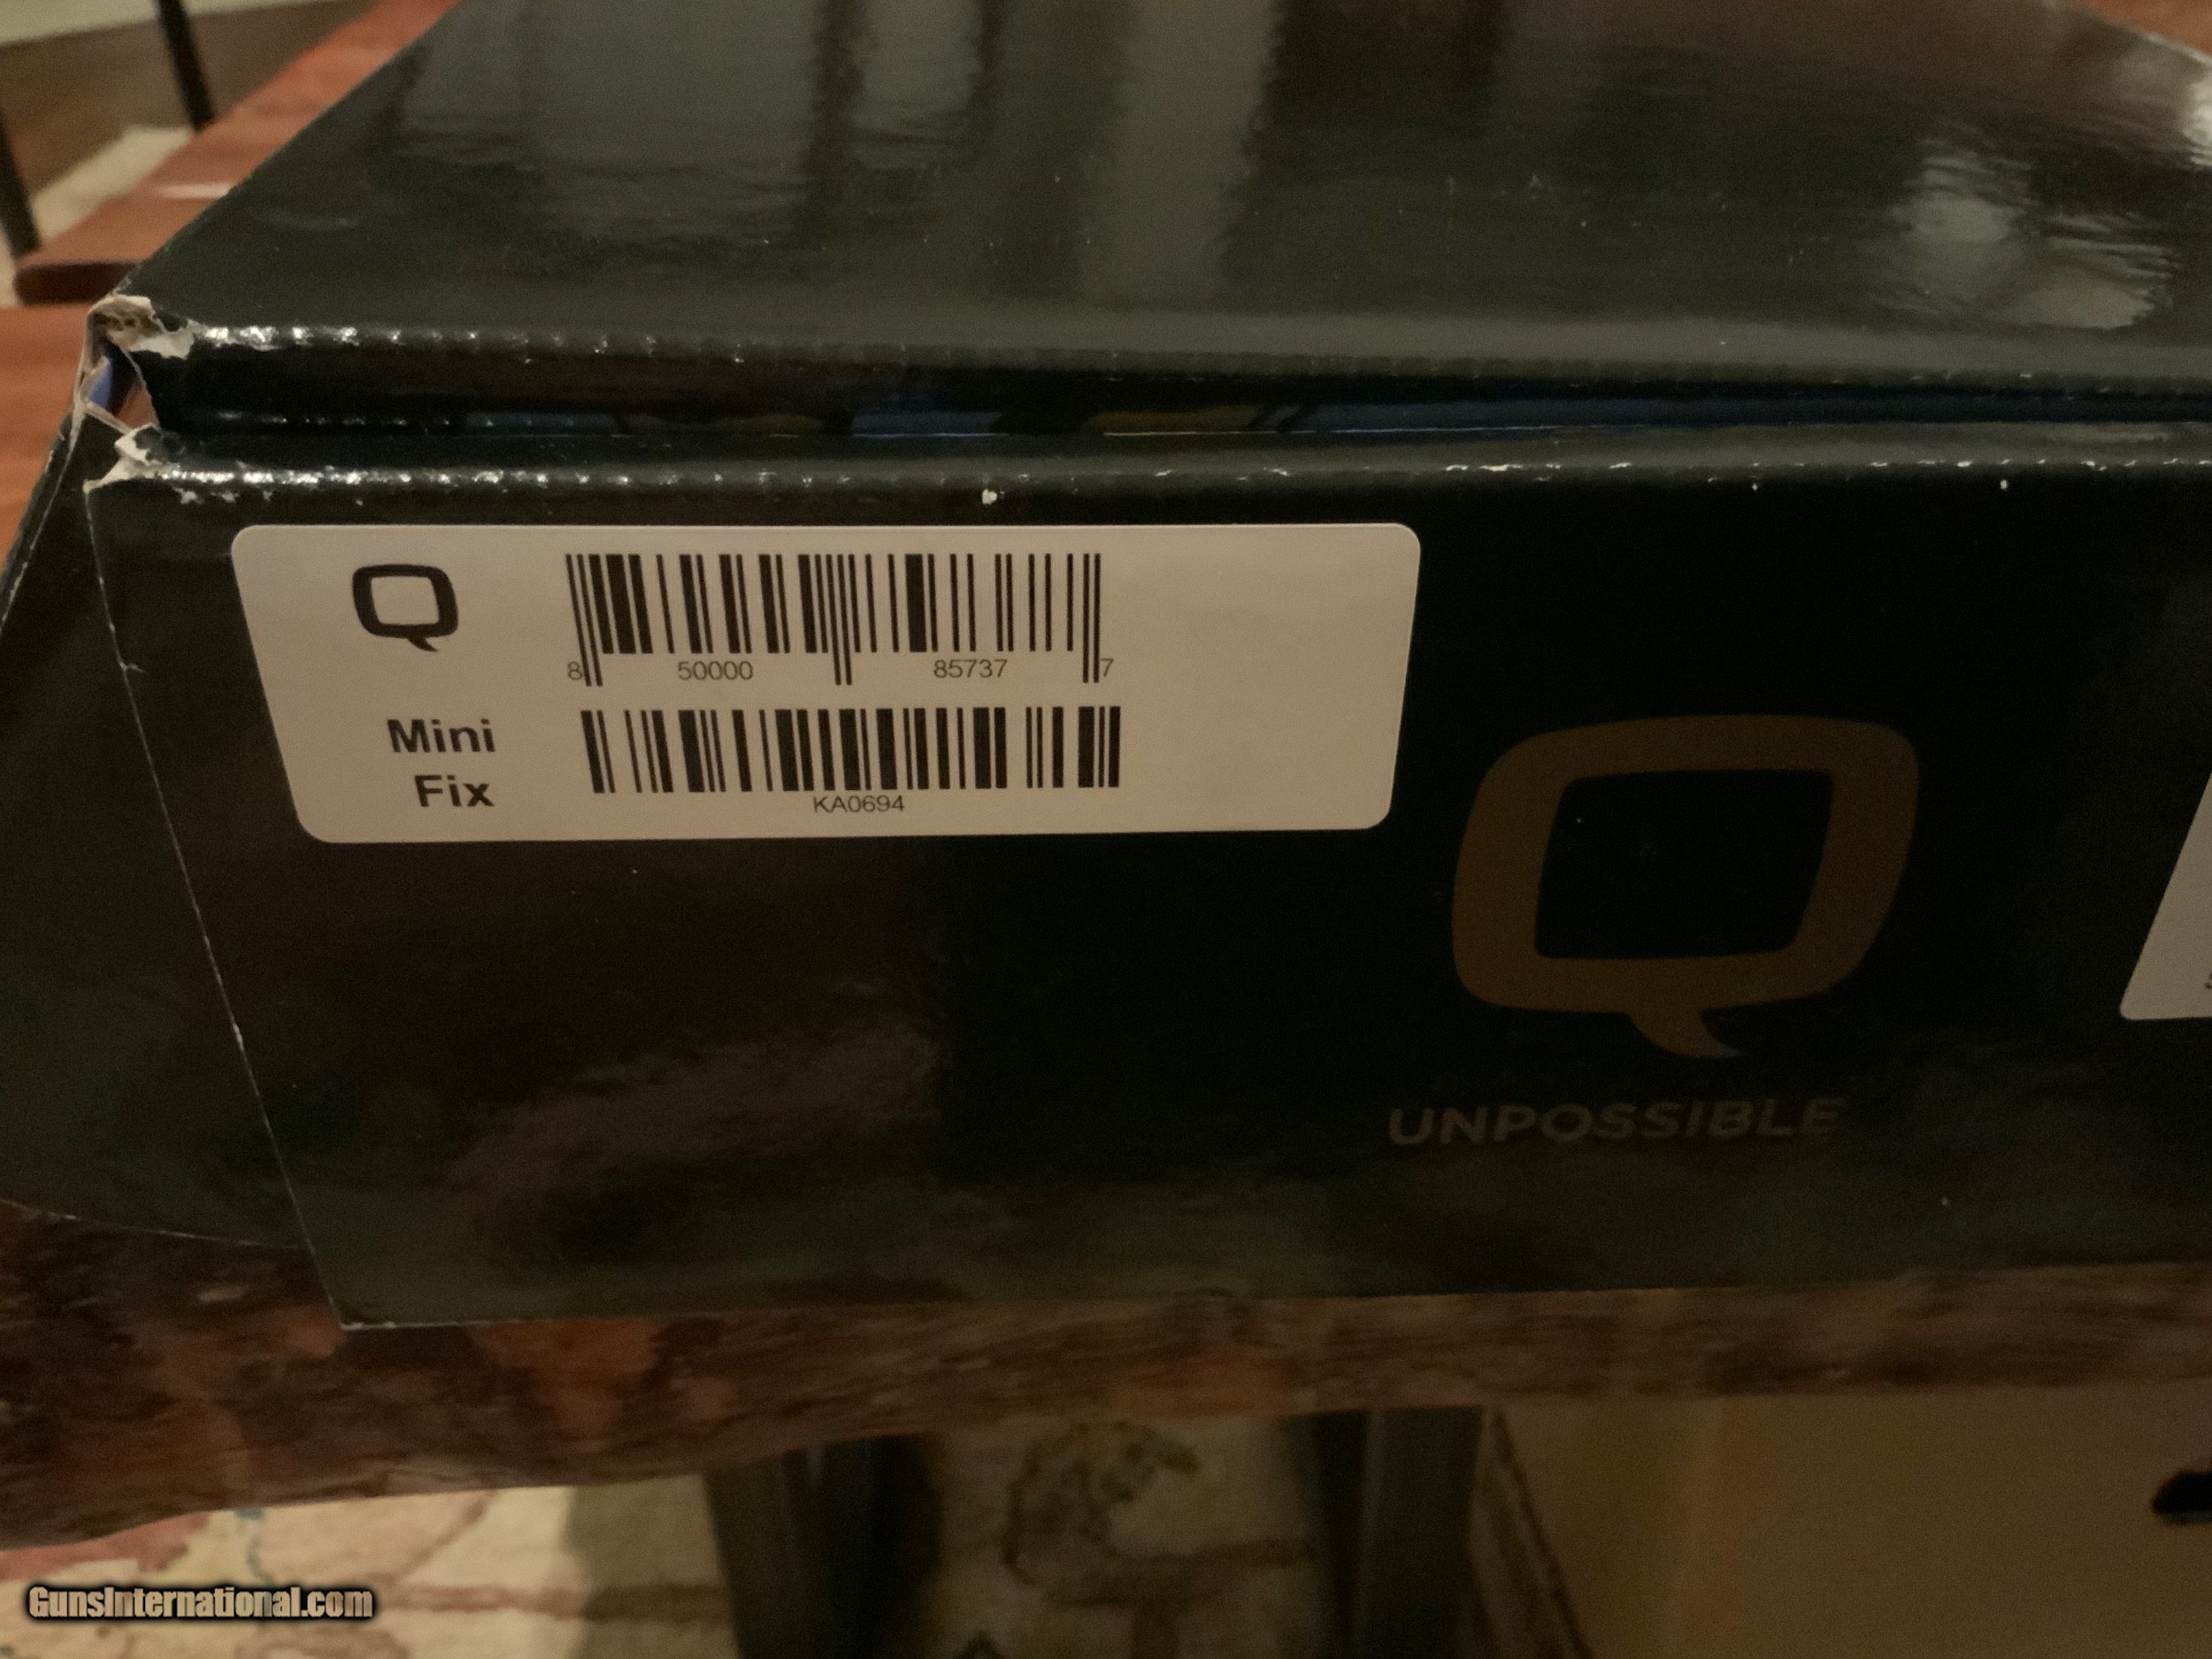 Q
8 50000 85737 7
Mini
Fix
KA0694
Q
UNPOSSIBLE
GunsInternational.com